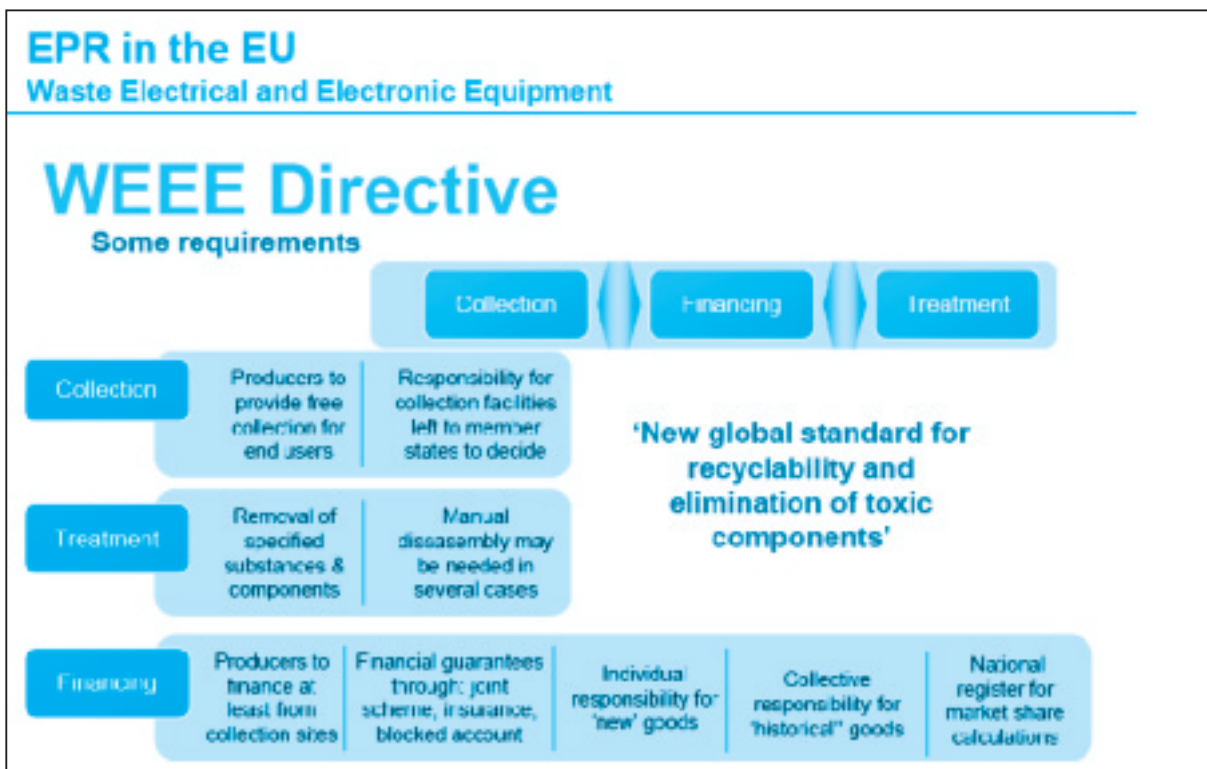 EPR in the EU
Waste Electrical and Electronic Equipment
WEEE Directive
Some requirements
Collection
Financing
Treatment
Collection
Producers to
provide free
collection for
end users
Responsibility for
collection facilities
left to member
states to decide
'New global standard for
recyclability and
elimination of toxic
components'
Treatment
Removal of
specified
substances &
components
Manual
dissasembly may
be needed in
several cases
Financing
Producers to
finance at
least from
collection sites
Financial guarantees
through: joint
scheme, insurance,
blocked account
Individual
responsibility for
'new' goods
Collective
responsibility for
'historical" goods
National
register for
market share
calculations